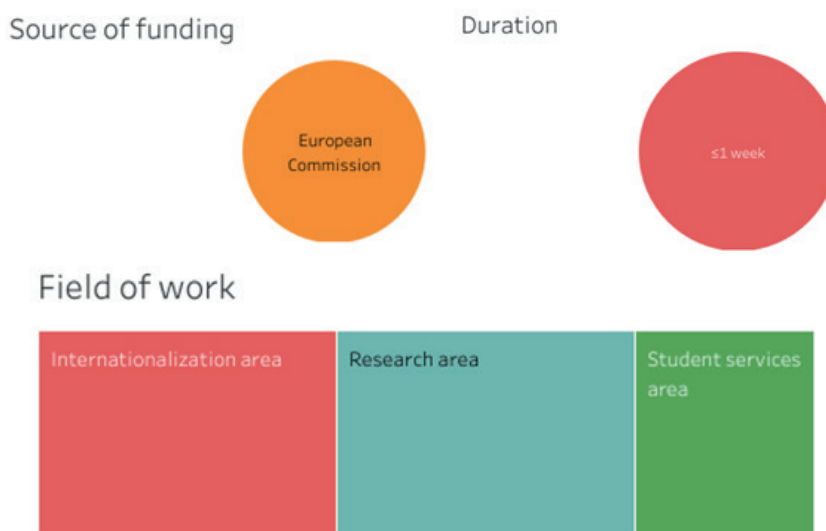 Source of funding
Duration
European
Commission
≤1 week
Field of work
Internationalization area
Research area
Student services
area